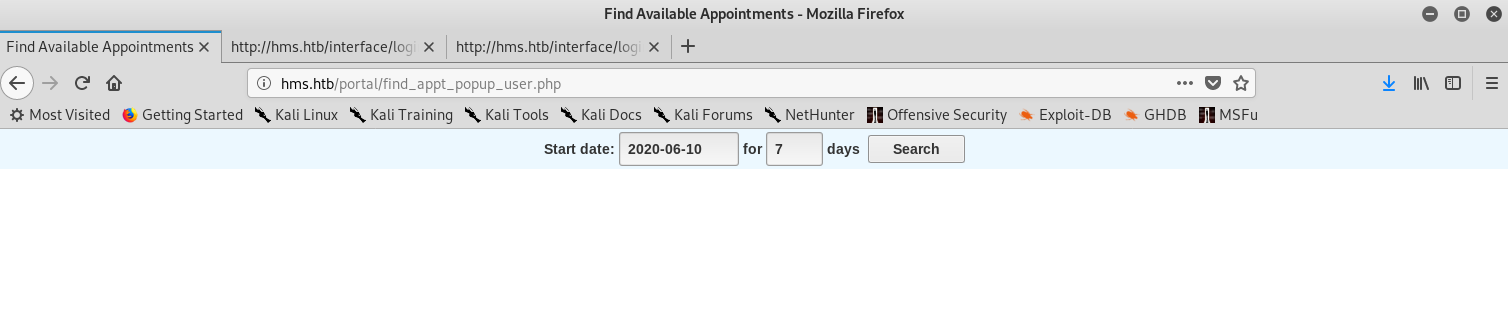 Find Available Appointments - Mozilla Firefox
Find Available Appointments http://hms.htb/interface/logi http://hms.htb/interface/logi
hms.htb/portal/find_appt_popup_user.php
Most Visited Getting Started Kali Linux Kali Training Kali Tools Kali Docs Kali Forums NetHunter Offensive Security Exploit-DB GHDB MSFu
Start date: 2020-06-10 for 7 days Search